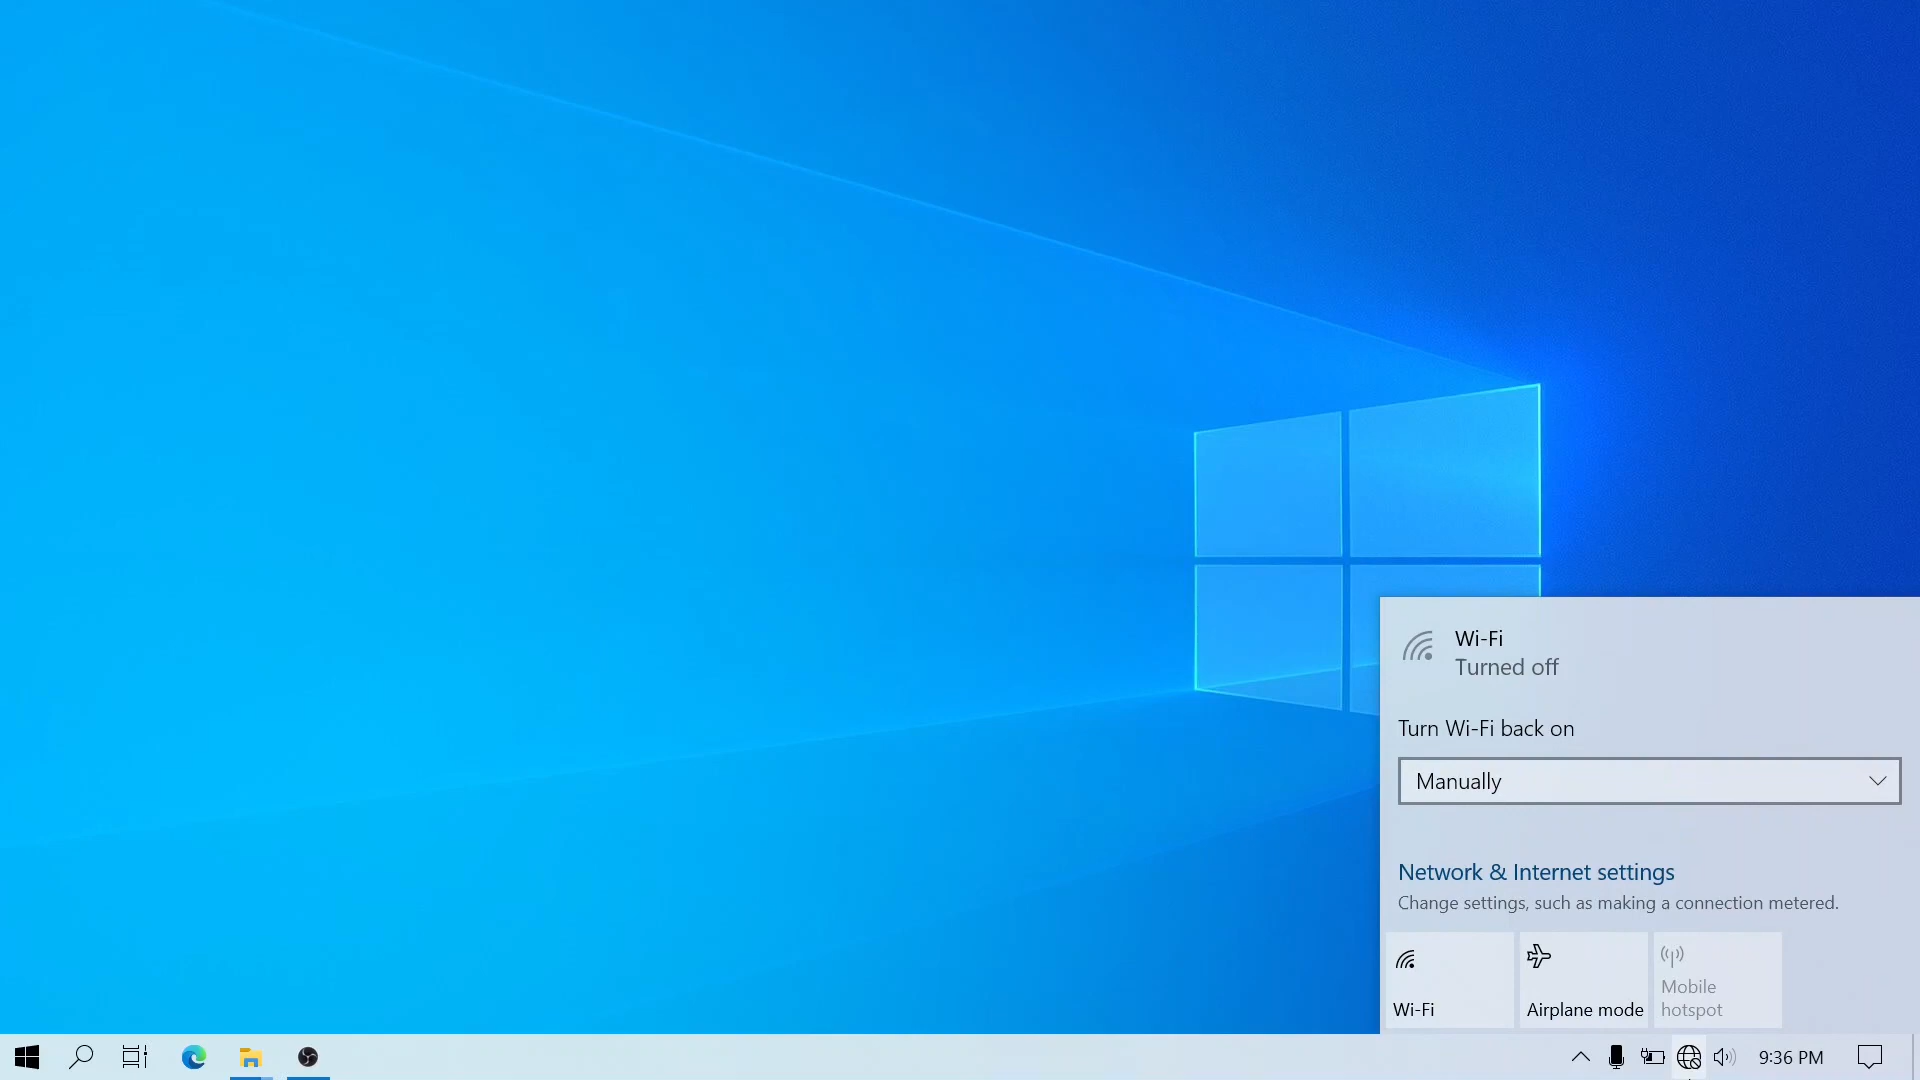 Wi-Fi
Turned off
Turn Wi-Fi back on
Manually
Network & Internet settings
Change settings, such as making a connection metered.
Wi-Fi
Airplane mode
Mobile
hotspot
9:36 PM